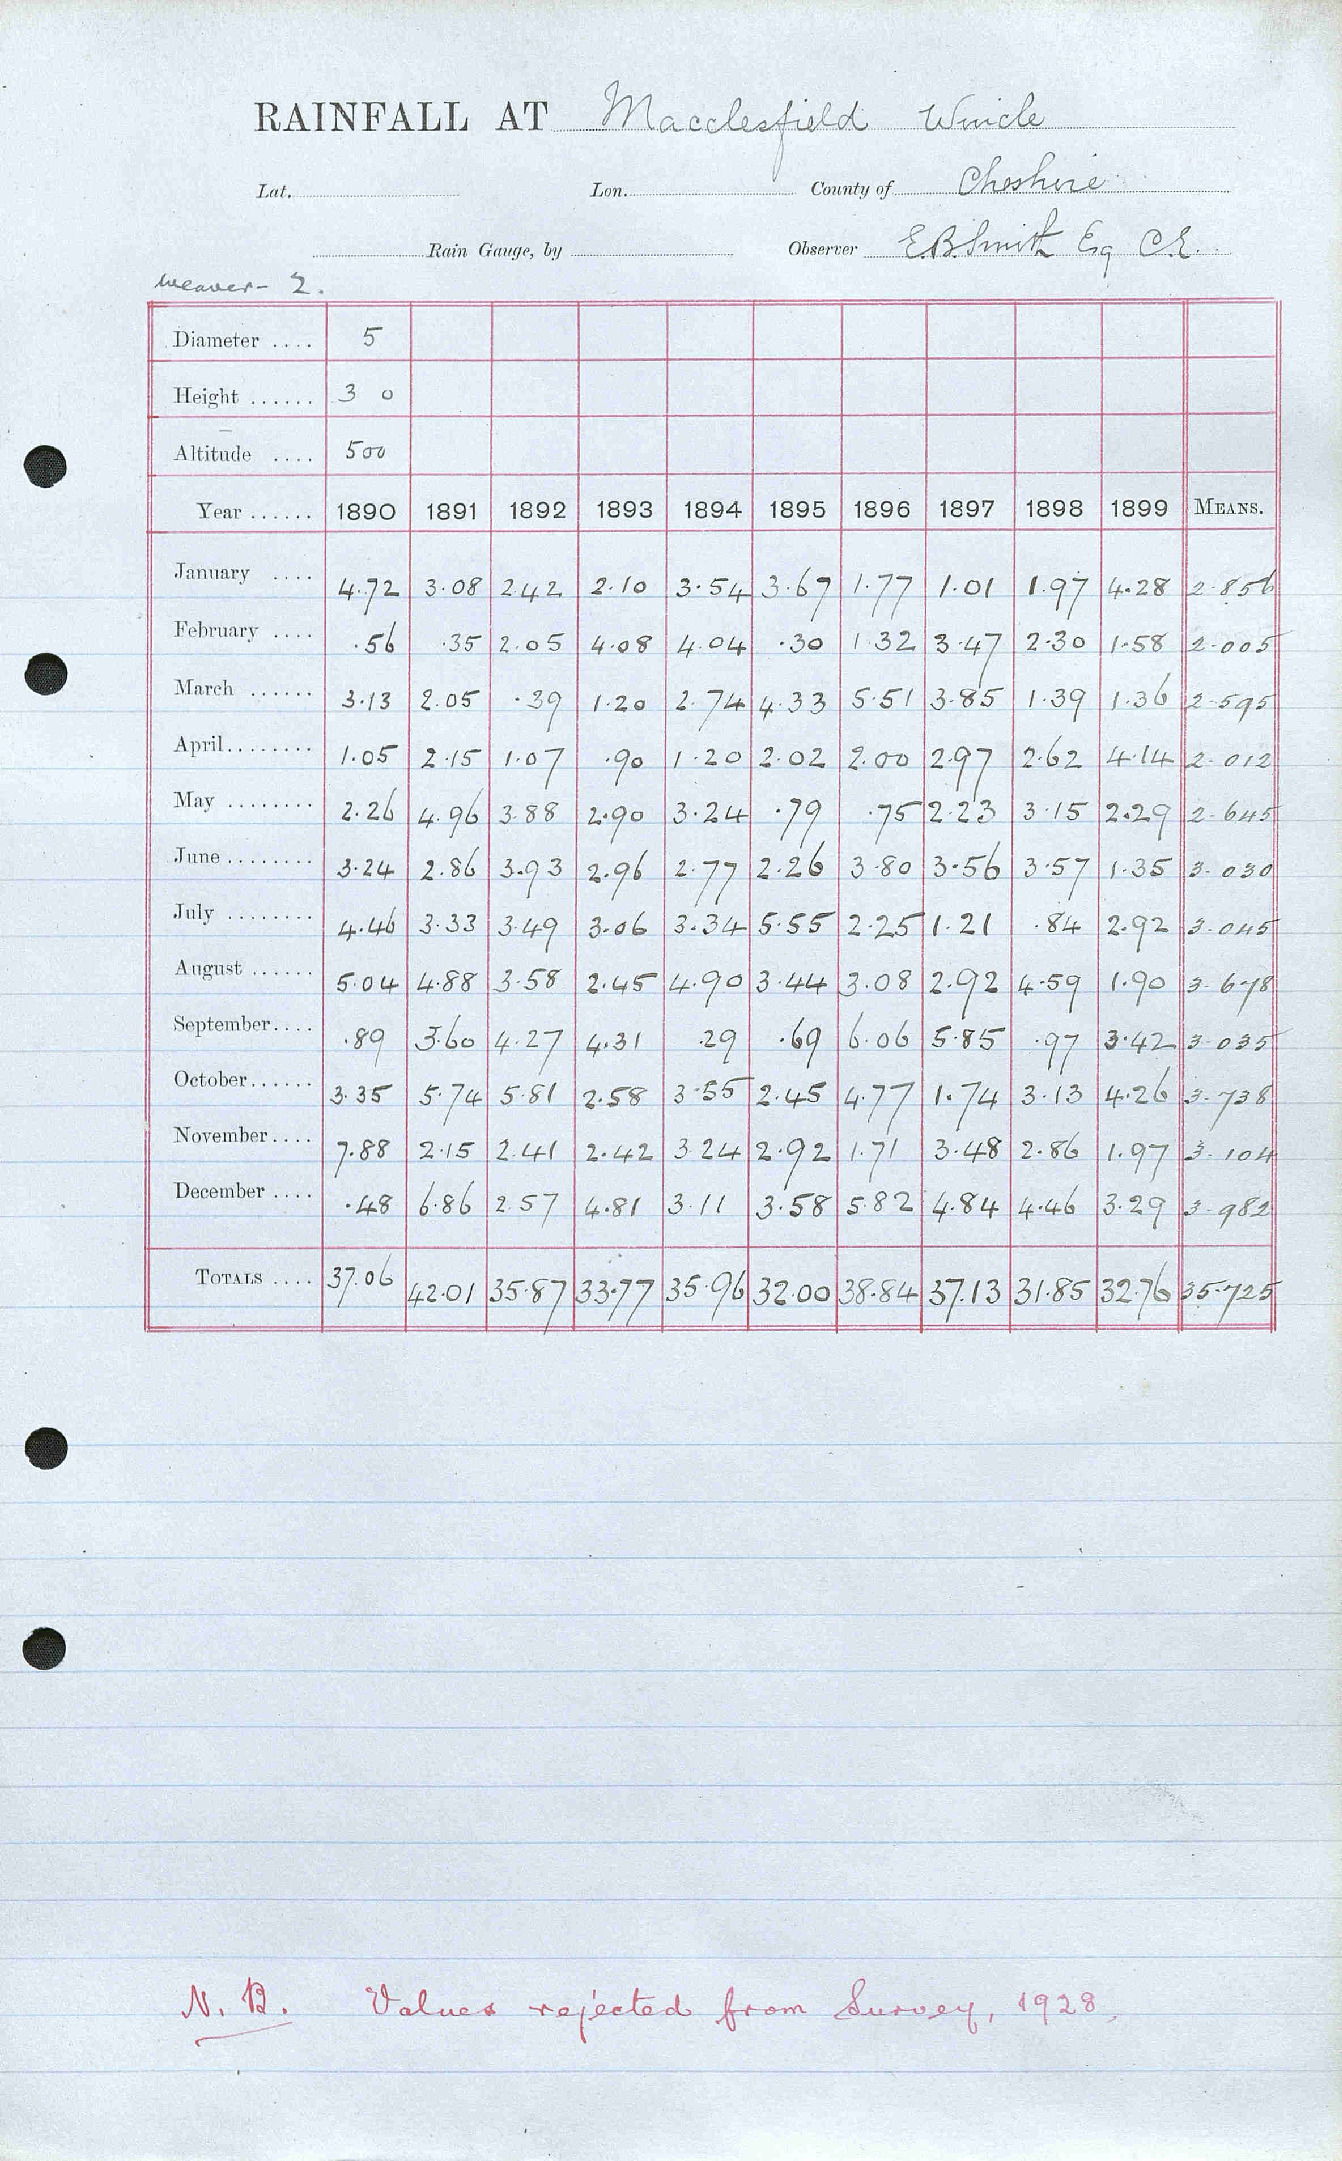 RAINFALL AT Macclesfield Wincle
Lat. Lon. County of Cheshire
Rain Gauge, by Observer E.B. Smith Esq C.E.
Weaver - 2.
Diameter .... 5
Height ...... 3 0
Altitude .... 500
Year ...... 1890 1891 1892 1893 1894 1895 1896 1897 1898 1899 MEANS.
January .... 4.72 3.08 2.42 2.10 3.54 3.67 1.77 1.01 1.97 4.28 2.856
February .... .56 .35 2.05 4.08 4.04 .30 1.32 3.47 2.30 1.58 2.005
March ...... 3.13 2.05 .39 1.20 2.74 4.33 5.51 3.85 1.39 1.36 2.595
April........ 1.05 2.15 1.07 .90 1.20 2.02 2.00 2.97 2.62 4.14 2.012
May ........ 2.26 4.96 3.88 2.90 3.24 .79 .75 2.23 3.15 2.29 2.645
June ........ 3.24 2.86 3.93 2.96 2.77 2.26 3.80 3.56 3.57 1.35 3.030
July ........ 4.46 3.33 3.49 3.06 3.34 5.55 2.25 1.21 .84 2.92 3.045
August ...... 5.04 4.88 3.58 2.45 4.90 3.44 3.08 2.92 4.59 1.90 3.678
September.... .89 3.60 4.27 4.31 .29 .69 6.06 5.85 .97 3.42 3.035
October...... 3.35 5.74 5.81 2.58 3.55 2.45 4.77 1.74 3.13 4.26 3.738
November.... 7.88 2.15 2.41 2.42 3.24 2.92 1.71 3.48 2.86 1.97 3.104
December .... .48 6.86 2.57 4.81 3.11 3.58 5.82 4.84 4.46 3.29 3.982
TOTALS .... 37.06 42.01 35.87 33.77 35.96 32.00 38.84 37.13 31.85 32.76 35.725
N. B. Values rejected from Survey, 1928.